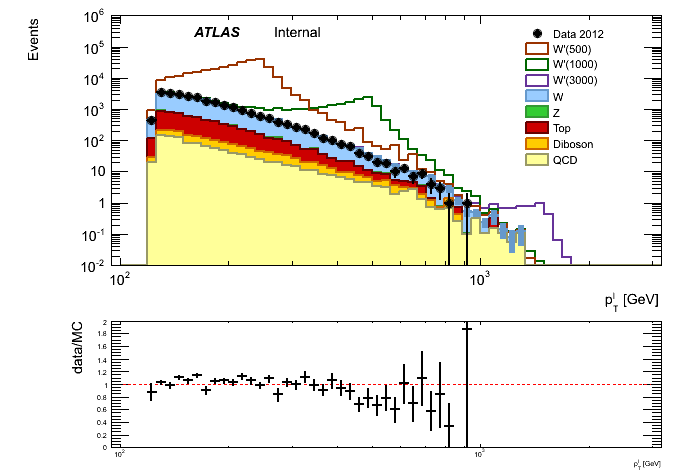 Events
10^6
10^5
10^4
10^3
10^2
10
1
10^-1
10^-2
ATLAS Internal
Data 2012
W'(500)
W'(1000)
W'(3000)
W
Z
Top
Diboson
QCD
10^2
10^3
p_T^l [GeV]
data/MC
2
1.8
1.6
1.4
1.2
1
0.8
0.6
0.4
0.2
0
10^2
10^3
p_T^l [GeV]